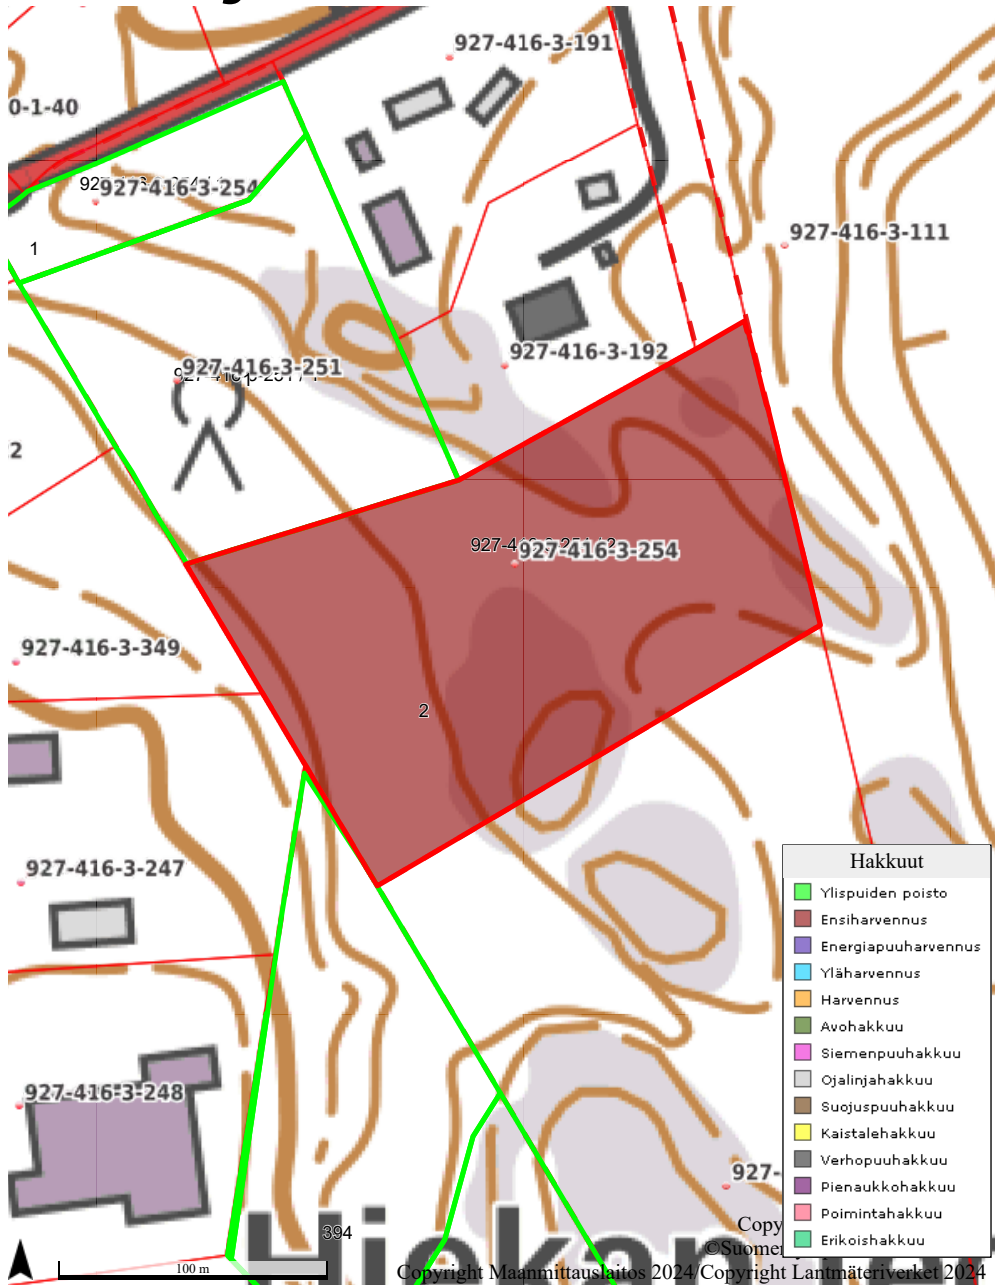 927-416-3-191
0-1-40
927-416-3-254
1
927-416-3-111
927-416-3-192
927-416-3-251
2
927-416-3-254
927-416-3-349
2
927-416-3-247
927-416-3-248
927-
394
100 m
Hakkuut
Ylispuiden poisto
Ensiharvennus
Energiapuuharvennus
Yläharvennus
Harvennus
Avohakkuu
Siemenpuuhakkuu
Ojalinjahakkuu
Suojuspuuhakkuu
Kaistalehakkuu
Verhopuuhakkuu
Pienaukkohakkuu
Poimintahakkuu
Erikoishakkuu
Copy
©Suomen
Copyright Maanmittauslaitos 2024/Copyright Lantmäteriverket 2024